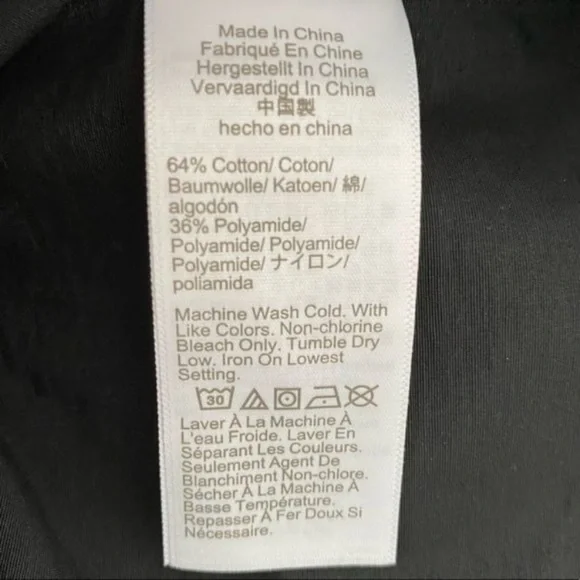 Made In China
Fabriqué En Chine
Hergestellt In China
Vervaardigd In China
中国製
hecho en china
64% Cotton/ Coton/
Baumwolle/ Katoen/ 綿/
algodón
36% Polyamide/
Polyamide/ Polyamide/
Polyamide/ ナイロン/
poliamida
Machine Wash Cold. With
Like Colors. Non-chlorine
Bleach Only. Tumble Dry
Low. Iron On Lowest
Setting.
30
Laver À La Machine À
L'eau Froide. Laver En
Séparant Les Couleurs.
Seulement Agent De
Blanchiment Non-chlore.
Sécher À La Machine À
Basse Température.
Repasser À Fer Doux Si
Nécessaire.